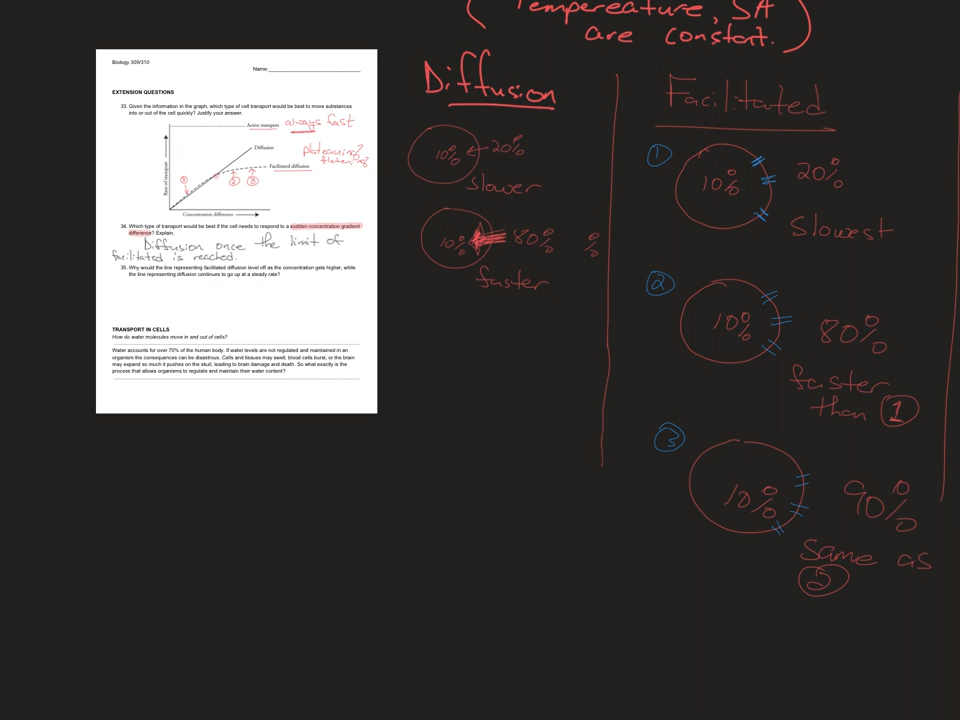 Biology 309/310
Name:
EXTENSION QUESTIONS
33. Given the information in the graph, which type of cell transport would be best to move substances
into or out of the cell quickly? Justify your answer.
Active transport
always fast
Diffusion
plateauing/
Facilitated diffusion
Rate of transport
① ② ③
Concentration difference
34. Which type of transport would be best if the cell needs to respond to a sudden concentration gradient
difference? Explain.
Diffusion once the limit of
facilitated is reached.
35. Why would the line representing facilitated diffusion level off as the concentration gets higher, while
the line representing diffusion continues to go up at a steady rate?
TRANSPORT IN CELLS
How do water molecules move in and out of cells?
Water accounts for over 70% of the human body. If water levels are not regulated and maintained in an
organism the consequences can be disastrous. Cells and tissues may swell, blood cells burst, or the brain
may expand so much it pushes on the skull, leading to brain damage and death. So what exactly is the
process that allows organisms to regulate and maintain their water content?
(Tempereature, SA
are constant.)
Diffusion
10% 20%
slower
10% 80% %
faster
Facilitated
① 10% 20%
Slowest
② 10% 80%
faster
than ①
③ 10% 90%
Same as
②